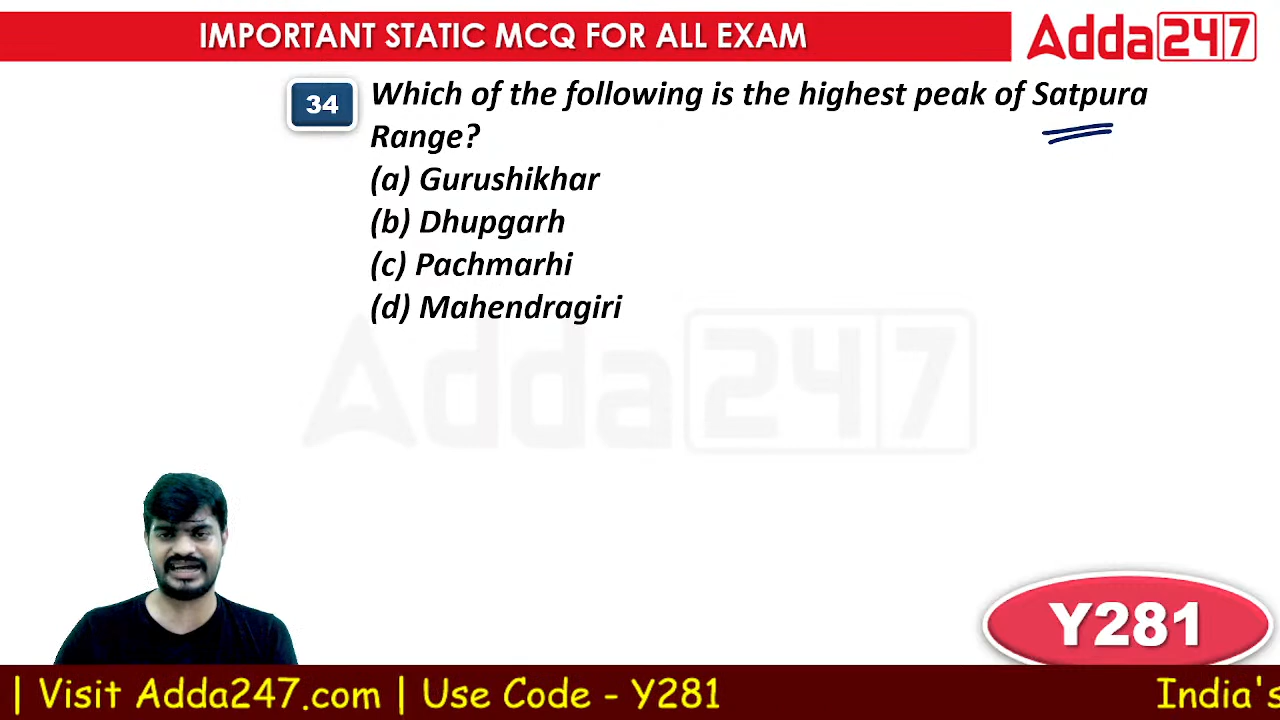 IMPORTANT STATIC MCQ FOR ALL EXAM
Adda247
34
Which of the following is the highest peak of Satpura
Range?
(a) Gurushikhar
(b) Dhupgarh
(c) Pachmarhi
(d) Mahendragiri
Adda247
Y281
| Visit Adda247.com | Use Code - Y281
India's